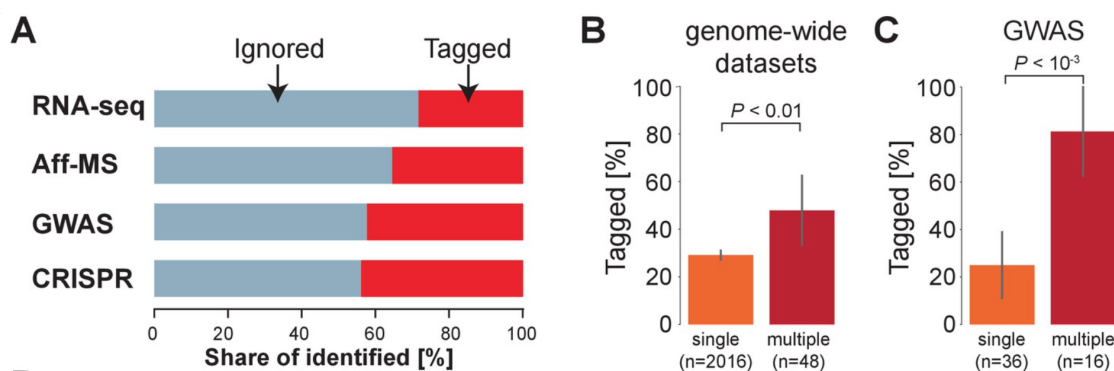 A
Ignored
Tagged
RNA-seq
Aff-MS
GWAS
CRISPR
0 20 40 60 80 100
Share of identified [%]
B
genome-wide
datasets
P < 0.01
Tagged [%]
100
80
60
40
20
0
single
(n=2016)
multiple
(n=48)
C
GWAS
P < 10⁻³
Tagged [%]
100
80
60
40
20
0
single
(n=36)
multiple
(n=16)